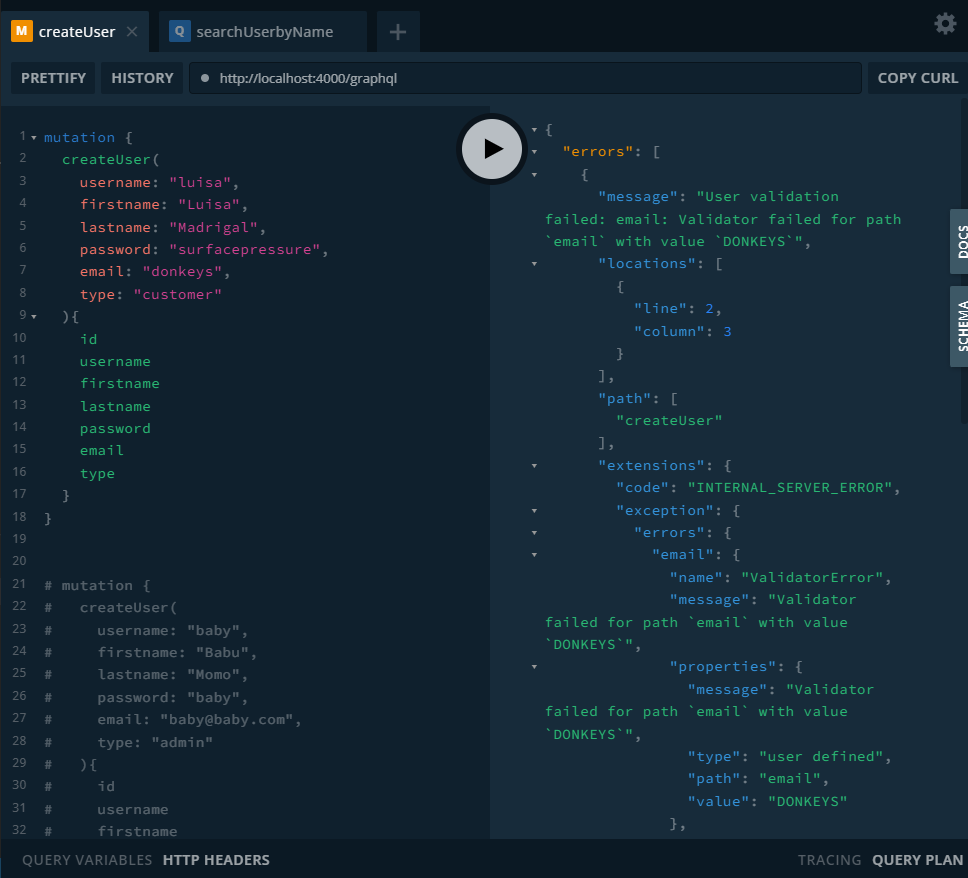 M createUser ×
Q searchUserbyName
+
PRETTIFY
HISTORY
http://localhost:4000/graphql
COPY CURL
1 mutation {
2 createUser(
3 username: "luisa",
4 firstname: "Luisa",
5 lastname: "Madrigal",
6 password: "surfacepressure",
7 email: "donkeys",
8 type: "customer"
9 ){
10 id
11 username
12 firstname
13 lastname
14 password
15 email
16 type
17 }
18 }
19
20
21 # mutation {
22 # createUser(
23 # username: "baby",
24 # firstname: "Babu",
25 # lastname: "Momo",
26 # password: "baby",
27 # email: "baby@baby.com",
28 # type: "admin"
29 # ){
30 # id
31 # username
32 # firstname
{
"errors": [
{
"message": "User validation
failed: email: Validator failed for path
`email` with value `DONKEYS`",
"locations": [
{
"line": 2,
"column": 3
}
],
"path": [
"createUser"
],
"extensions": {
"code": "INTERNAL_SERVER_ERROR",
"exception": {
"errors": {
"email": {
"name": "ValidatorError",
"message": "Validator
failed for path `email` with value
`DONKEYS`",
"properties": {
"message": "Validator
failed for path `email` with value
`DONKEYS`",
"type": "user defined",
"path": "email",
"value": "DONKEYS"
},
DOCS
SCHEMA
QUERY VARIABLES HTTP HEADERS
TRACING QUERY PLAN